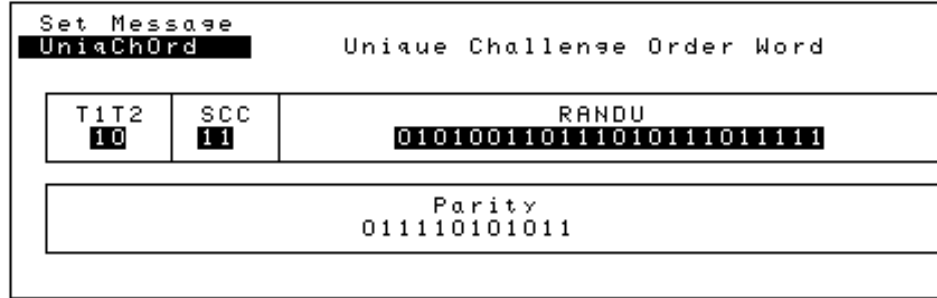 Set Message
UniqChOrd Unique Challenge Order Word
T1T2 SCC RANDU
10 11 010100110111010111011111
Parity
011110101011